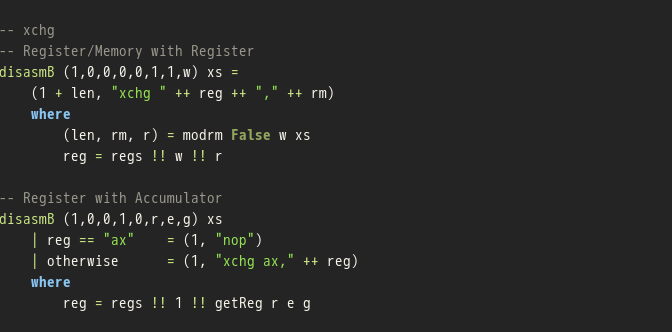 -- xchg
-- Register/Memory with Register
disasmB (1,0,0,0,0,1,1,w) xs =
    (1 + len, "xchg " ++ reg ++ "," ++ rm)
    where
        (len, rm, r) = modrm False w xs
        reg = regs !! w !! r

-- Register with Accumulator
disasmB (1,0,0,1,0,r,e,g) xs
    | reg == "ax"    = (1, "nop")
    | otherwise      = (1, "xchg ax," ++ reg)
    where
        reg = regs !! 1 !! getReg r e g